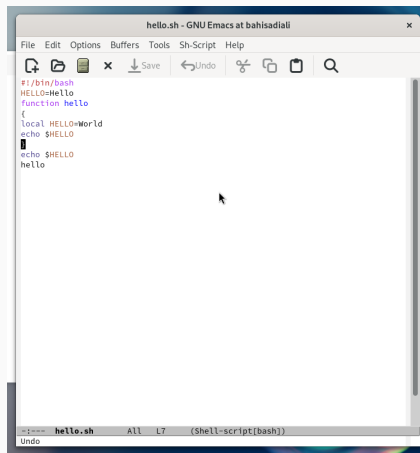 hello.sh - GNU Emacs at bahisadiali
×
File Edit Options Buffers Tools Sh-Script Help
Save Undo
#!/bin/bash
HELLO=Hello
function hello
{
local HELLO=World
echo $HELLO
}
echo $HELLO
hello
-:--- hello.sh All L7 (Shell-script[bash])
Undo